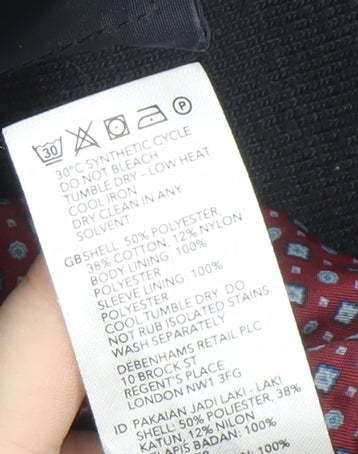 30 P
30°C SYNTHETIC CYCLE
DO NOT BLEACH
TUMBLE DRY - LOW HEAT
COOL IRON
DRY CLEAN IN ANY
SOLVENT
GB SHELL: 50% POLYESTER,
38% COTTON, 12% NYLON
BODY LINING: 100%
POLYESTER
SLEEVE LINING: 100%
POLYESTER
COOL TUMBLE DRY. DO
NOT RUB ISOLATED STAINS.
WASH SEPARATELY
DEBENHAMS RETAIL PLC
10 BROCK ST
REGENT'S PLACE
LONDON NW1 3FG
ID PAKAIAN JADI LAKI - LAKI
SHELL: 50% POLIESTER, 38%
KATUN, 12% NILON
LAPIS BADAN: 100%
100%